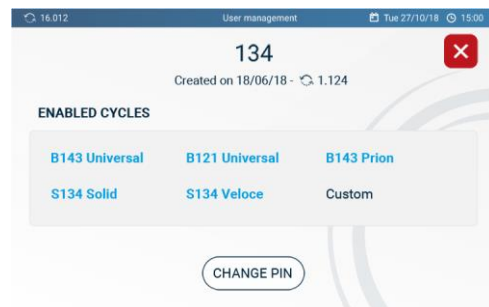 16.012 User management Tue 27/10/18 15:00
134
Created on 18/06/18 - 1.124
ENABLED CYCLES
B143 Universal B121 Universal B143 Prion
S134 Solid S134 Veloce Custom
CHANGE PIN